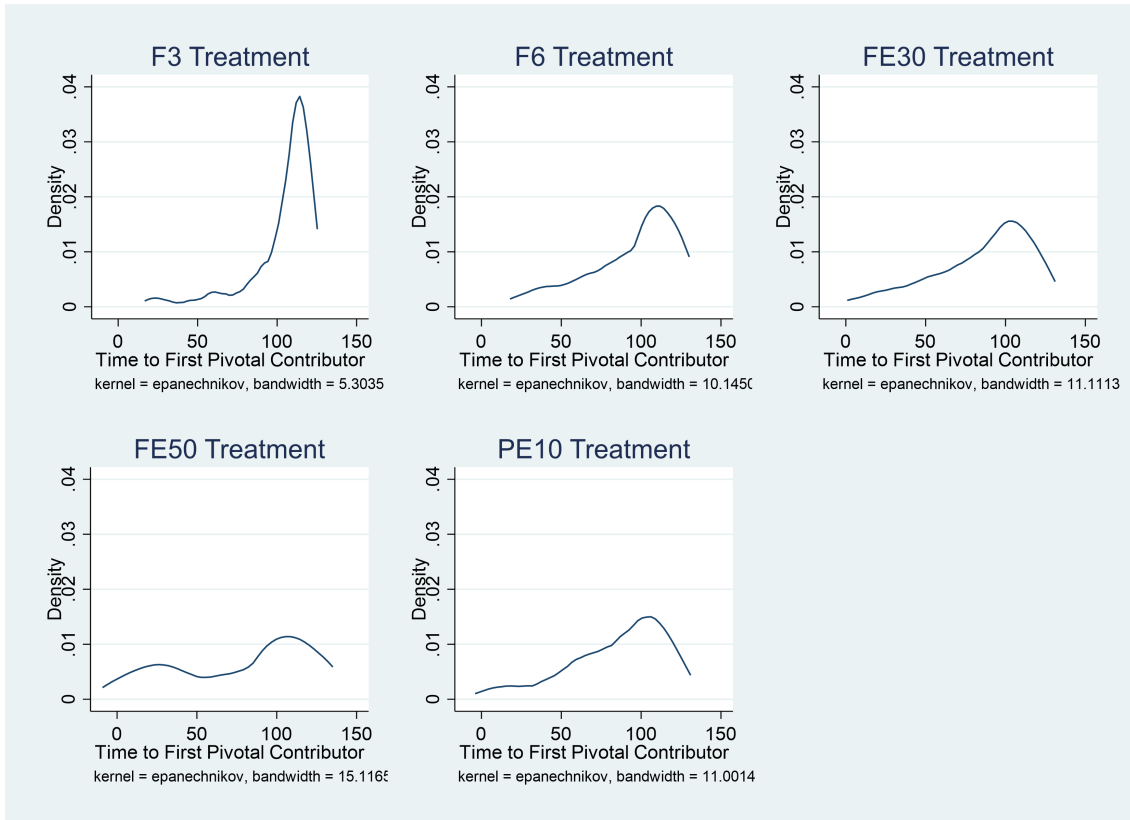 F3 Treatment
.04
.03
.02
.01
0
Density
0 50 100 150
Time to First Pivotal Contributor
kernel = epanechnikov, bandwidth = 5.3035
F6 Treatment
.04
.03
.02
.01
0
Density
0 50 100 150
Time to First Pivotal Contributor
kernel = epanechnikov, bandwidth = 10.1450
FE30 Treatment
.04
.03
.02
.01
0
Density
0 50 100 150
Time to First Pivotal Contributor
kernel = epanechnikov, bandwidth = 11.1113
FE50 Treatment
.04
.03
.02
.01
0
Density
0 50 100 150
Time to First Pivotal Contributor
kernel = epanechnikov, bandwidth = 15.1165
PE10 Treatment
.04
.03
.02
.01
0
Density
0 50 100 150
Time to First Pivotal Contributor
kernel = epanechnikov, bandwidth = 11.0014